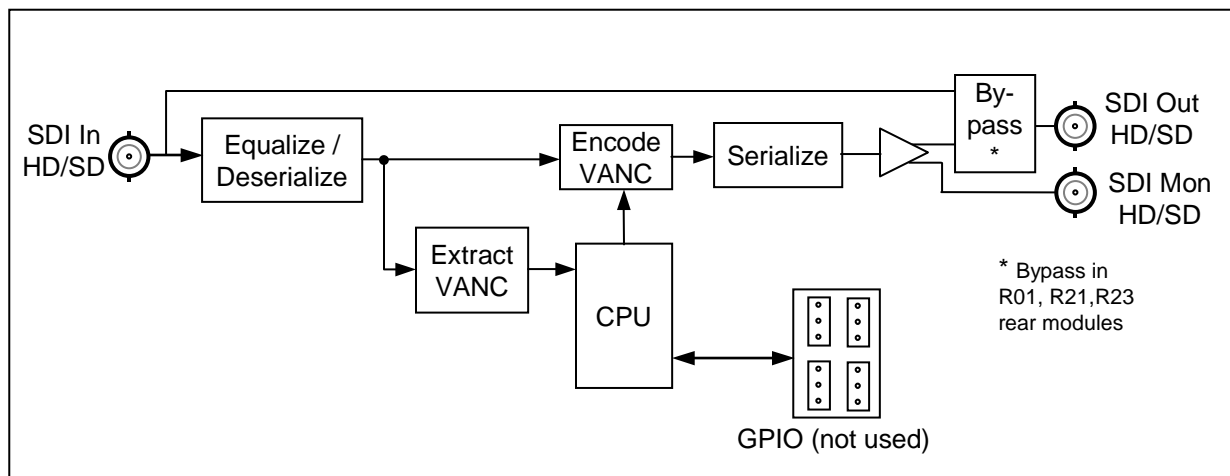 SDI In
HD/SD
Equalize /
Deserialize
Encode
VANC
Serialize
By-
pass
*
SDI Out
HD/SD
SDI Mon
HD/SD
Extract
VANC
CPU
* Bypass in
R01, R21,R23
rear modules
GPIO (not used)